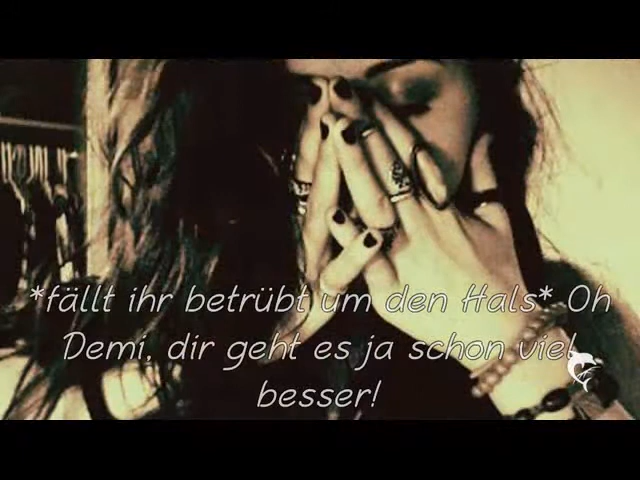 *fällt ihr betrübt um den Hals* Oh
Demi, dir geht es ja schon viel
besser!